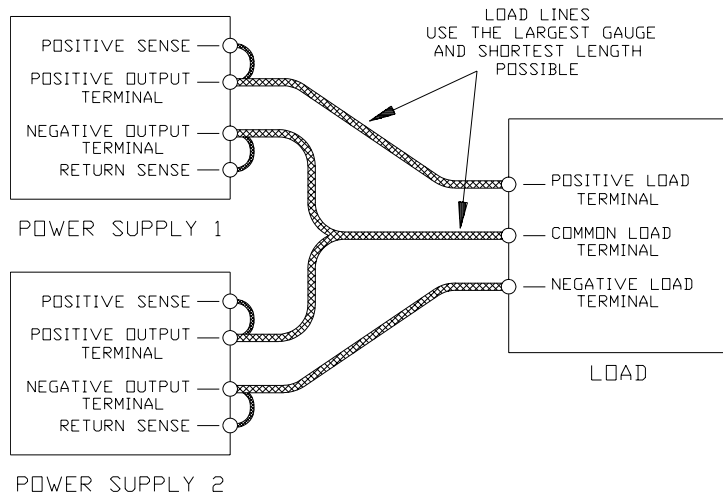 LOAD LINES
USE THE LARGEST GAUGE
AND SHORTEST LENGTH
POSSIBLE
POSITIVE SENSE
POSITIVE OUTPUT
TERMINAL
NEGATIVE OUTPUT
TERMINAL
RETURN SENSE
POWER SUPPLY 1
POSITIVE LOAD
TERMINAL
COMMON LOAD
TERMINAL
NEGATIVE LOAD
TERMINAL
LOAD
POSITIVE SENSE
POSITIVE OUTPUT
TERMINAL
NEGATIVE OUTPUT
TERMINAL
RETURN SENSE
POWER SUPPLY 2